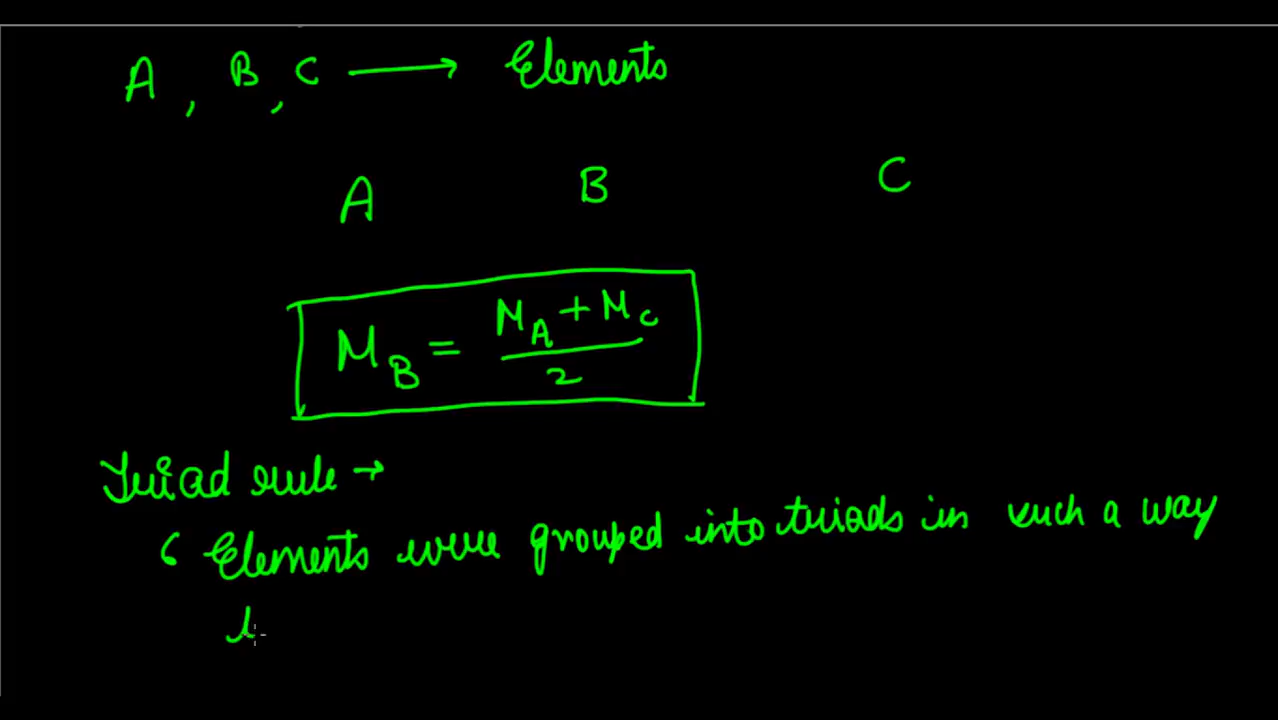 A, B, C → Elements
A B C
M_B = (M_A + M_C)/2
Triad rule →
‘ Elements were grouped into triads in such a way